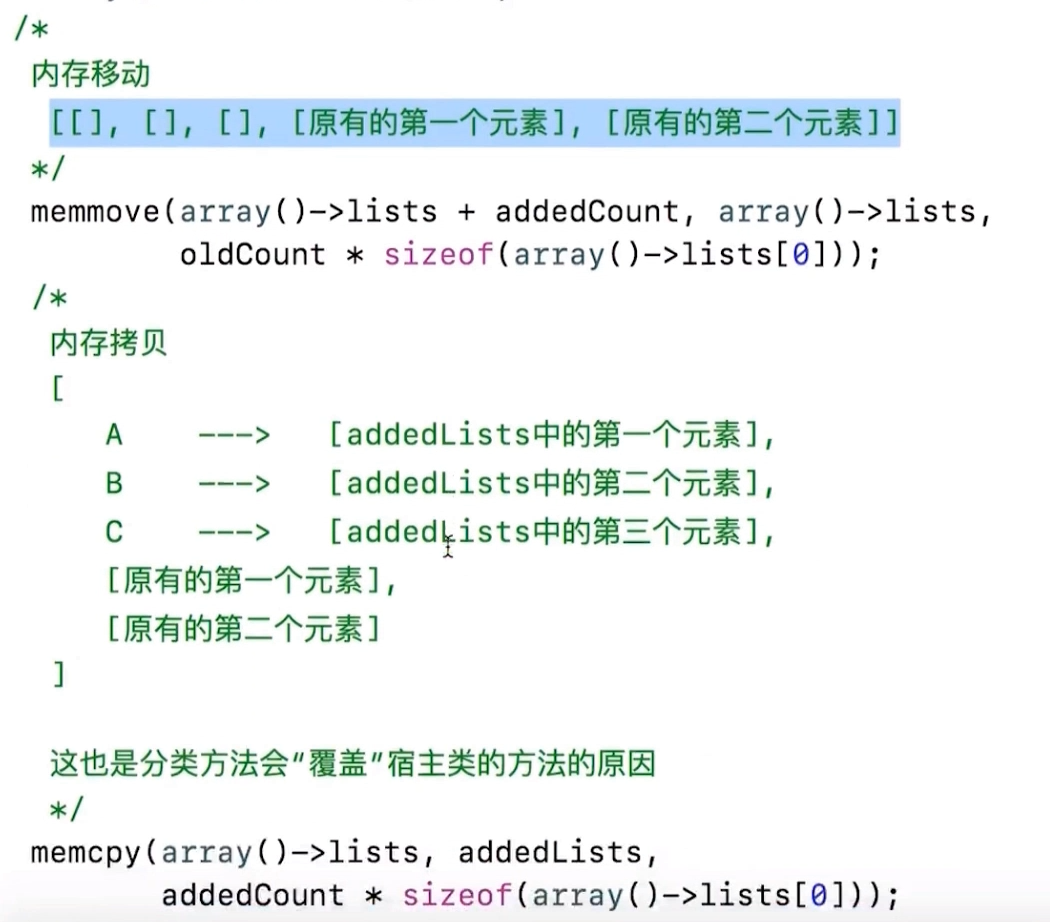 /*
内存移动
[[], [], [], [原有的第一个元素], [原有的第二个元素]]
*/
memmove(array()->lists + addedCount, array()->lists,
oldCount * sizeof(array()->lists[0]));
/*
内存拷贝
[
A ---> [addedLists中的第一个元素],
B ---> [addedLists中的第二个元素],
C ---> [addedLists中的第三个元素],
[原有的第一个元素],
[原有的第二个元素]
]
这也是分类方法会“覆盖”宿主类的方法的原因
*/
memcpy(array()->lists, addedLists,
addedCount * sizeof(array()->lists[0]));